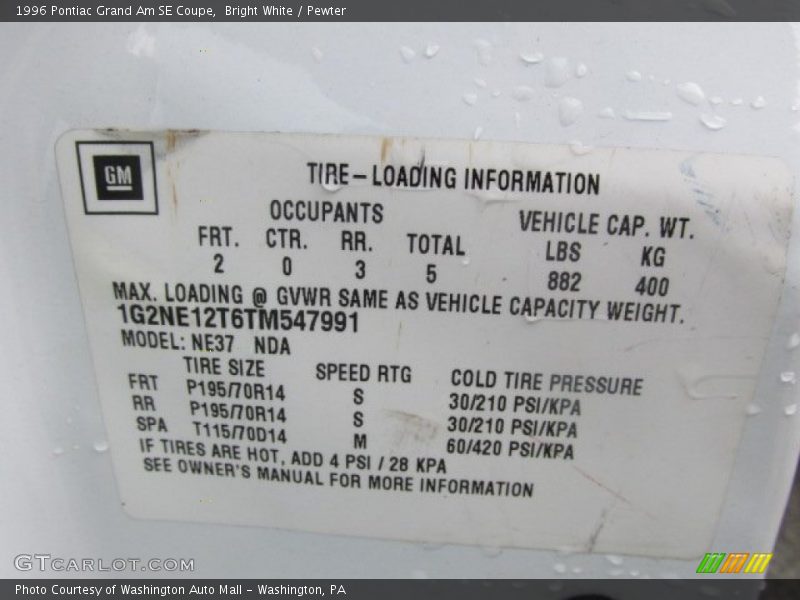 1996 Pontiac Grand Am SE Coupe,  Bright White / Pewter
GM
TIRE-LOADING INFORMATION
OCCUPANTS VEHICLE CAP. WT.
FRT. CTR. RR. TOTAL LBS KG
2 0 3 5 882 400
MAX. LOADING @ GVWR SAME AS VEHICLE CAPACITY WEIGHT.
1G2NE12T6TM547991
MODEL: NE37 NDA
TIRE SIZE SPEED RTG COLD TIRE PRESSURE
FRT P195/70R14 S 30/210 PSI/KPA
RR P195/70R14 S 30/210 PSI/KPA
SPA T115/70D14 M 60/420 PSI/KPA
IF TIRES ARE HOT, ADD 4 PSI / 28 KPA
SEE OWNER'S MANUAL FOR MORE INFORMATION
GTCARLOT.COM
Photo Courtesy of Washington Auto Mall - Washington, PA